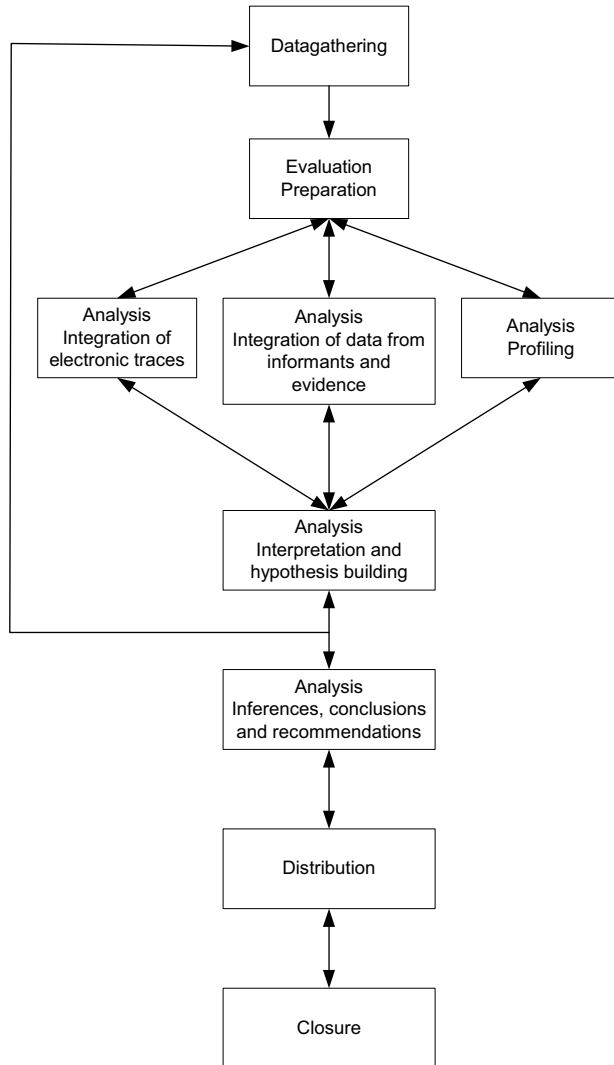 Datagathering
Evaluation
Preparation
Analysis
Integration of
electronic traces
Analysis
Integration of data from
informants and
evidence
Analysis
Profiling
Analysis
Interpretation and
hypothesis building
Analysis
Inferences, conclusions
and recommendations
Distribution
Closure